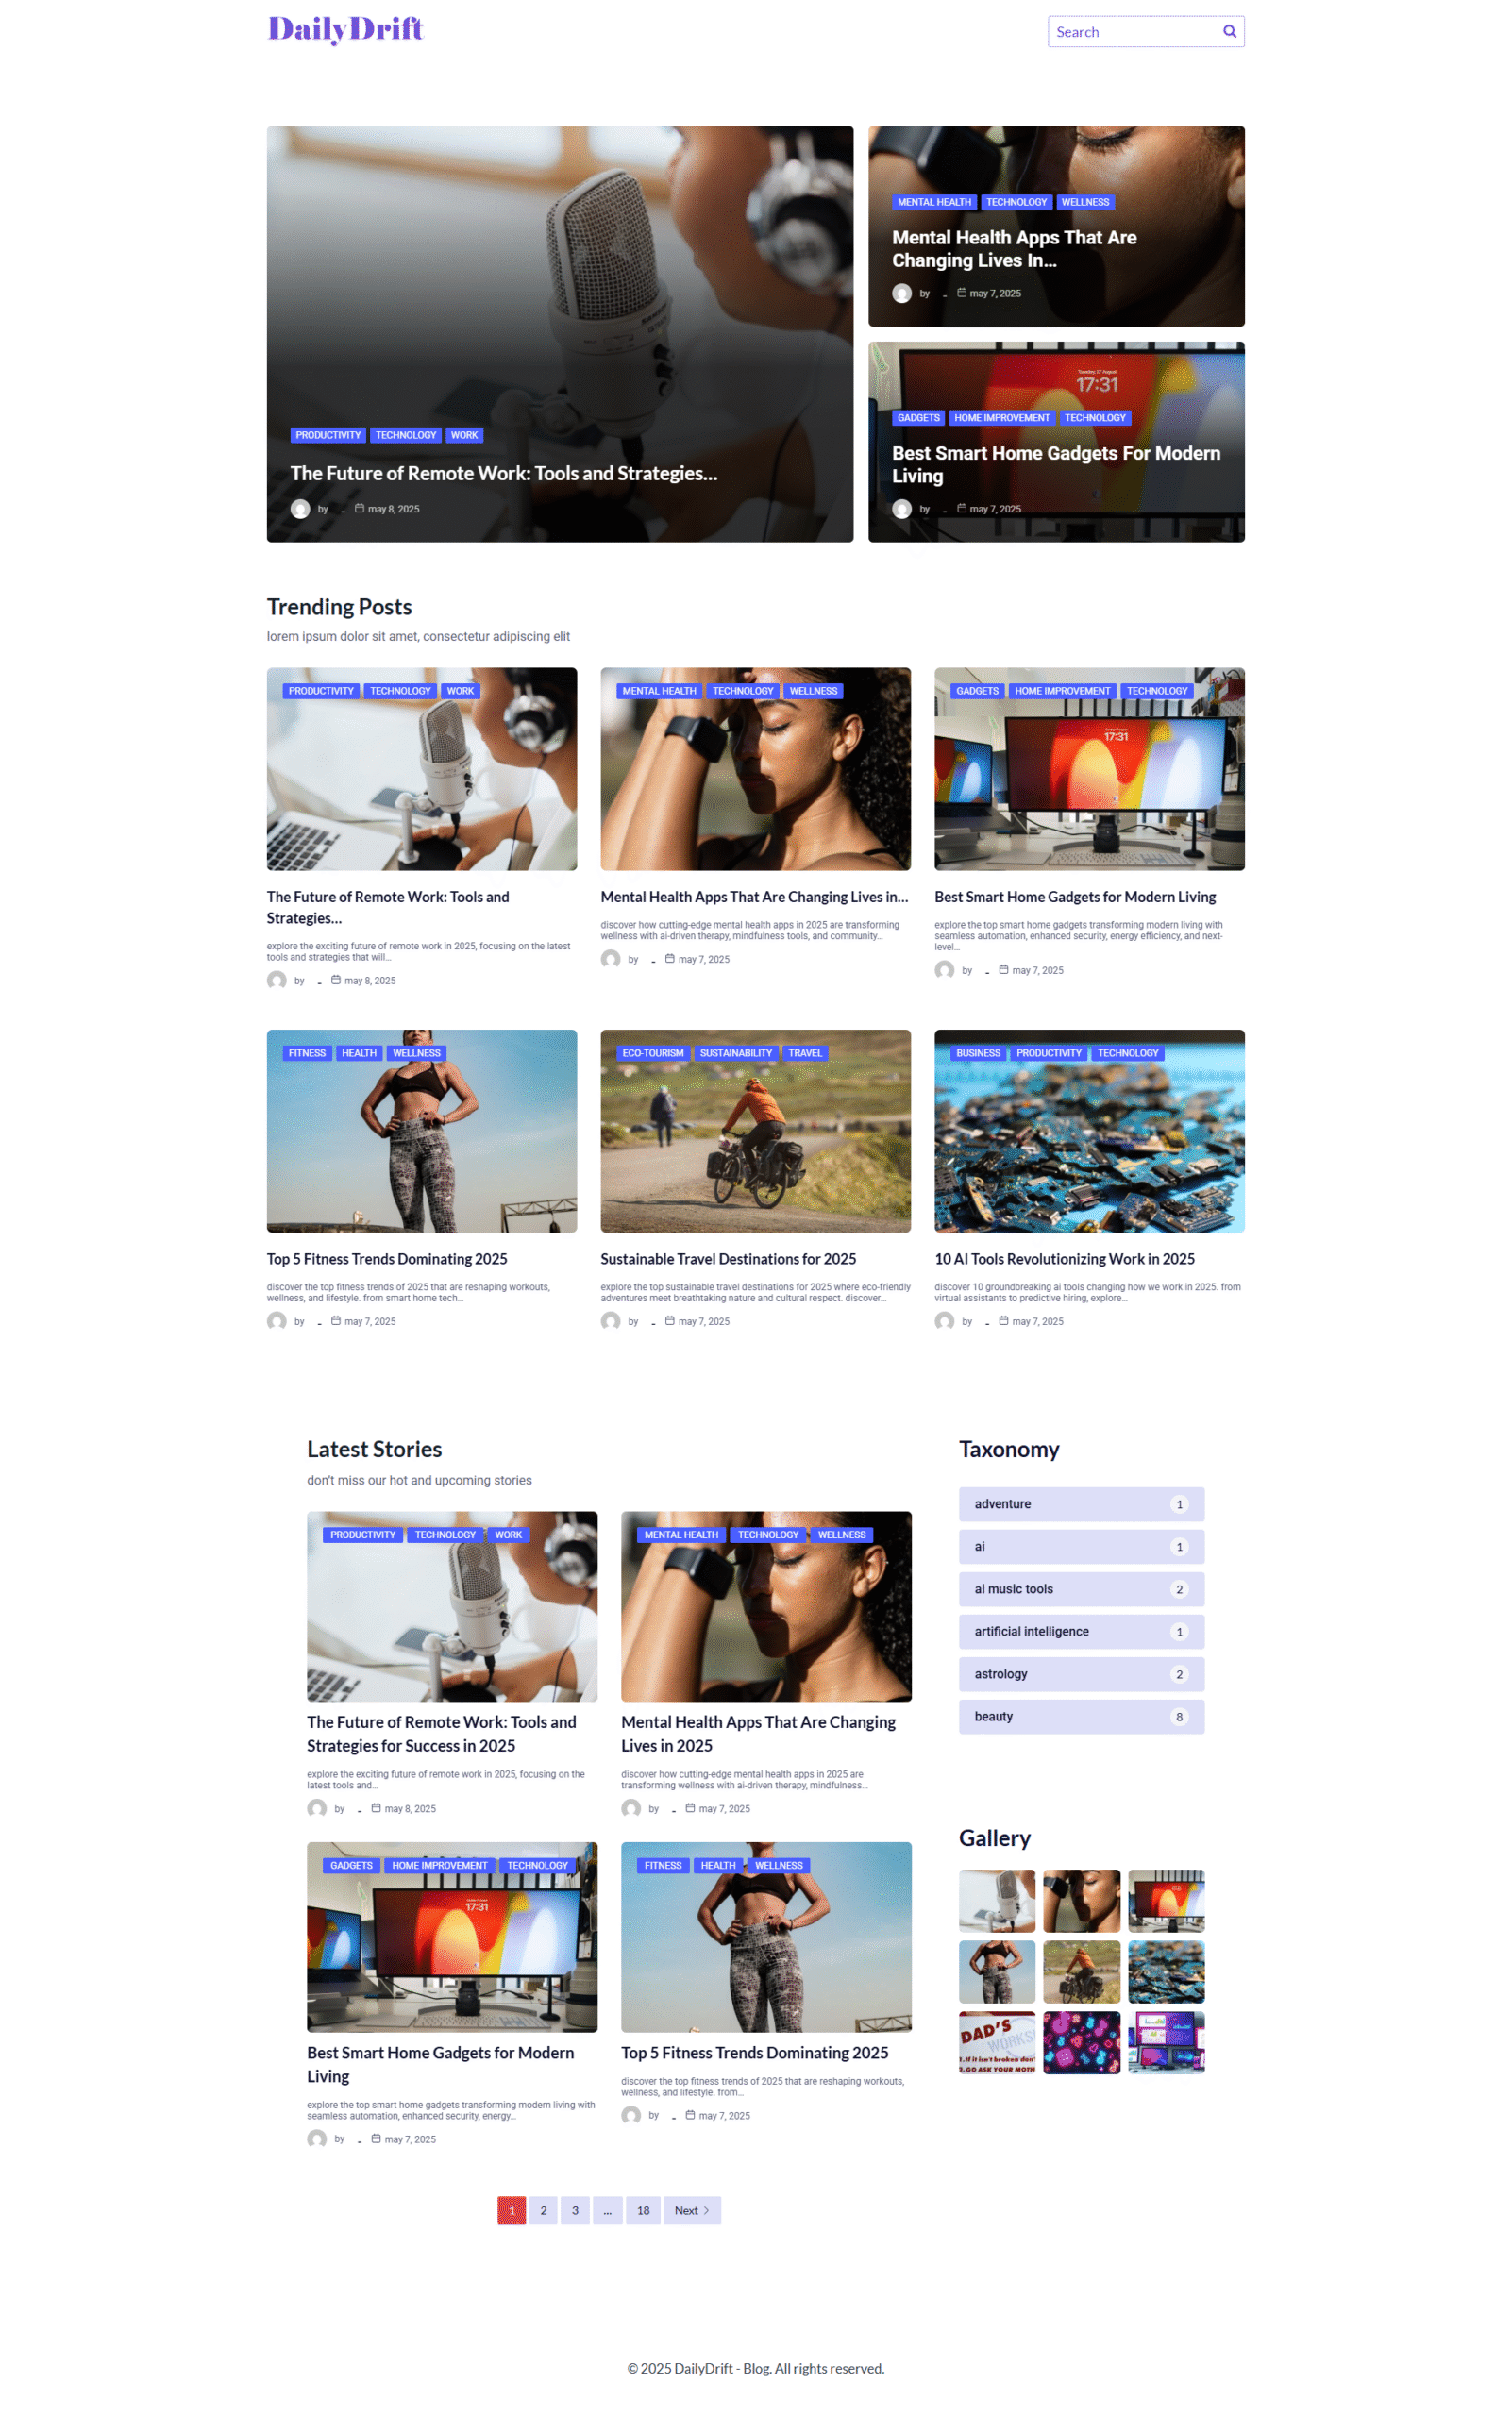 DailyDrift
Search
PRODUCTIVITY TECHNOLOGY WORK
The Future of Remote Work: Tools and Strategies...
by - may 8, 2025
MENTAL HEALTH TECHNOLOGY WELLNESS
Mental Health Apps That Are
Changing Lives In...
by - may 7, 2025
17:31
GADGETS HOME IMPROVEMENT TECHNOLOGY
Best Smart Home Gadgets For Modern
Living
by - may 7, 2025
Trending Posts
lorem ipsum dolor sit amet, consectetur adipiscing elit
PRODUCTIVITY TECHNOLOGY WORK
The Future of Remote Work: Tools and
Strategies...
explore the exciting future of remote work in 2025, focusing on the latest
tools and strategies that will...
by - may 8, 2025
MENTAL HEALTH TECHNOLOGY WELLNESS
Mental Health Apps That Are Changing Lives in...
discover how cutting-edge mental health apps in 2025 are transforming
wellness with ai-driven therapy, mindfulness tools, and community...
by - may 7, 2025
GADGETS HOME IMPROVEMENT TECHNOLOGY
17:31
Best Smart Home Gadgets for Modern Living
explore the top smart home gadgets transforming modern living with
seamless automation, enhanced security, energy efficiency, and next-
level...
by - may 7, 2025
FITNESS HEALTH WELLNESS
Top 5 Fitness Trends Dominating 2025
discover the top fitness trends of 2025 that are reshaping workouts,
wellness, and lifestyle. from smart home tech...
by - may 7, 2025
ECO-TOURISM SUSTAINABILITY TRAVEL
Sustainable Travel Destinations for 2025
explore the top sustainable travel destinations for 2025 where eco-friendly
adventures meet breathtaking nature and cultural respect. discover...
by - may 7, 2025
BUSINESS PRODUCTIVITY TECHNOLOGY
10 AI Tools Revolutionizing Work in 2025
discover 10 groundbreaking ai tools changing how we work in 2025. from
virtual assistants to predictive hiring, explore...
by - may 7, 2025
Latest Stories
don't miss our hot and upcoming stories
PRODUCTIVITY TECHNOLOGY WORK
The Future of Remote Work: Tools and
Strategies for Success in 2025
explore the exciting future of remote work in 2025, focusing on the
latest tools and...
by - may 8, 2025
MENTAL HEALTH TECHNOLOGY WELLNESS
Mental Health Apps That Are Changing
Lives in 2025
discover how cutting-edge mental health apps in 2025 are
transforming wellness with ai-driven therapy, mindfulness...
by - may 7, 2025
GADGETS HOME IMPROVEMENT TECHNOLOGY
17:31
Best Smart Home Gadgets for Modern
Living
explore the top smart home gadgets transforming modern living with
seamless automation, enhanced security, energy...
by - may 7, 2025
FITNESS HEALTH WELLNESS
Top 5 Fitness Trends Dominating 2025
discover the top fitness trends of 2025 that are reshaping workouts,
wellness, and lifestyle. from...
by - may 7, 2025
1 2 3 ... 18 Next
Taxonomy
adventure 1
ai 1
ai music tools 2
artificial intelligence 1
astrology 2
beauty 8
Gallery
DAD'S
WORKS
1. If it isn't broken don'
2. GO ASK YOUR MOTH
© 2025 DailyDrift - Blog. All rights reserved.